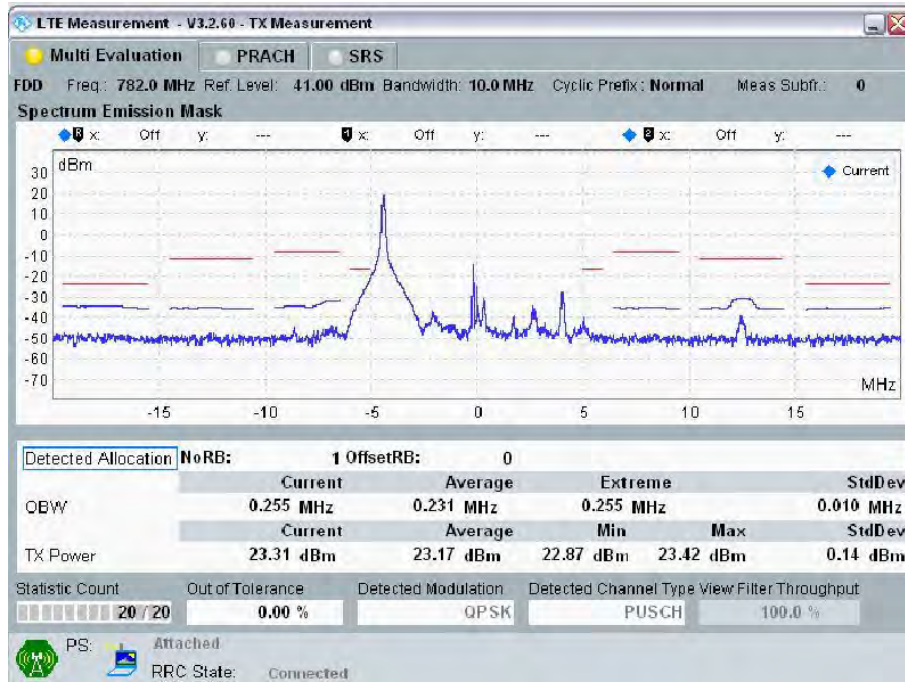 LTE Measurement - V3.2.60 - TX Measurement
Multi Evaluation PRACH SRS
FDD Freq.: 782.0 MHz Ref. Level: 41.00 dBm Bandwidth: 10.0 MHz Cyclic Prefix: Normal Meas Subfr.: 0
Spectrum Emission Mask
R x: Off y: --- 1 x: Off y: --- 2 x: Off y: ---
dBm
Current
30
20
10
0
-10
-20
-30
-40
-50
-60
-70
MHz
-15 -10 -5 0 5 10 15
Detected Allocation NoRB: 1 OffsetRB: 0
Current Average Extreme StdDev
OBW 0.255 MHz 0.231 MHz 0.255 MHz 0.010 MHz
Current Average Min Max StdDev
TX Power 23.31 dBm 23.17 dBm 22.87 dBm 23.42 dBm 0.14 dBm
Statistic Count Out of Tolerance Detected Modulation Detected Channel Type View Filter Throughput
20 / 20 0.00 % QPSK PUSCH 100.0 %
PS: Attached
RRC State: Connected